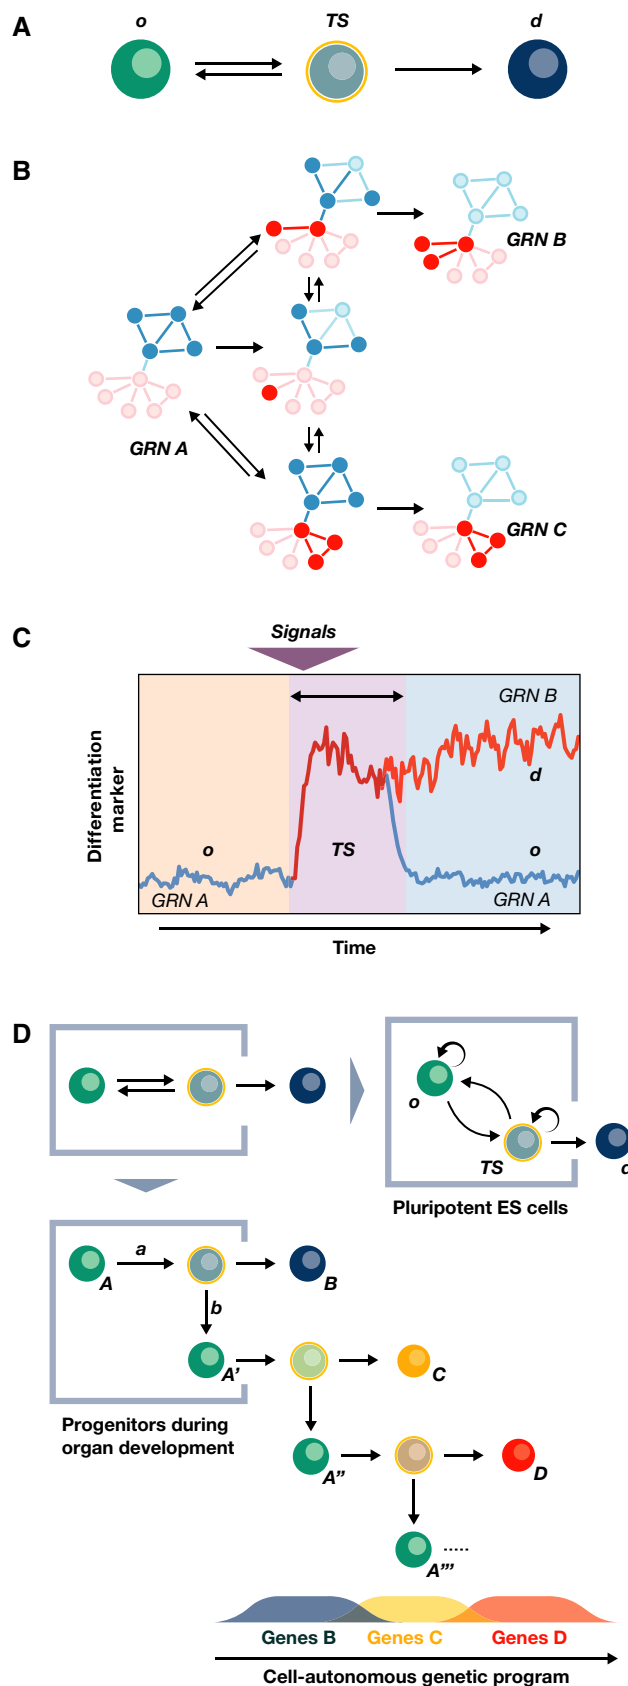 A
o
TS
d
B
GRN B
GRN A
GRN C
C
Signals
GRN B
d
o
TS
o
GRN A
GRN A
Differentiation
marker
Time
D
o
TS
d
Pluripotent ES cells
a
A
B
b
A'
C
Progenitors during
organ development
A''
D
A'''
.....
Genes B
Genes C
Genes D
Cell-autonomous genetic program